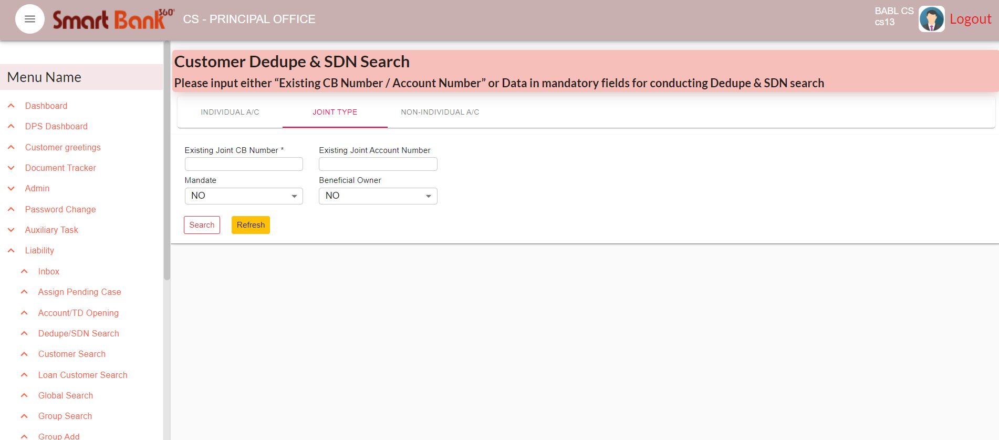 Smart Bank 360°
CS - PRINCIPAL OFFICE
BABL CS
cs13
Logout
Menu Name
Dashboard
DPS Dashboard
Customer greetings
Document Tracker
Admin
Password Change
Auxiliary Task
Liability
Inbox
Assign Pending Case
Account/TD Opening
Dedupe/SDN Search
Customer Search
Loan Customer Search
Global Search
Group Search
Group Add
Customer Dedupe & SDN Search
Please input either “Existing CB Number / Account Number” or Data in mandatory fields for conducting Dedupe & SDN search
INDIVIDUAL A/C
JOINT TYPE
NON-INDIVIDUAL A/C
Existing Joint CB Number *
Existing Joint Account Number
Mandate
Beneficial Owner
NO
NO
Search
Refresh